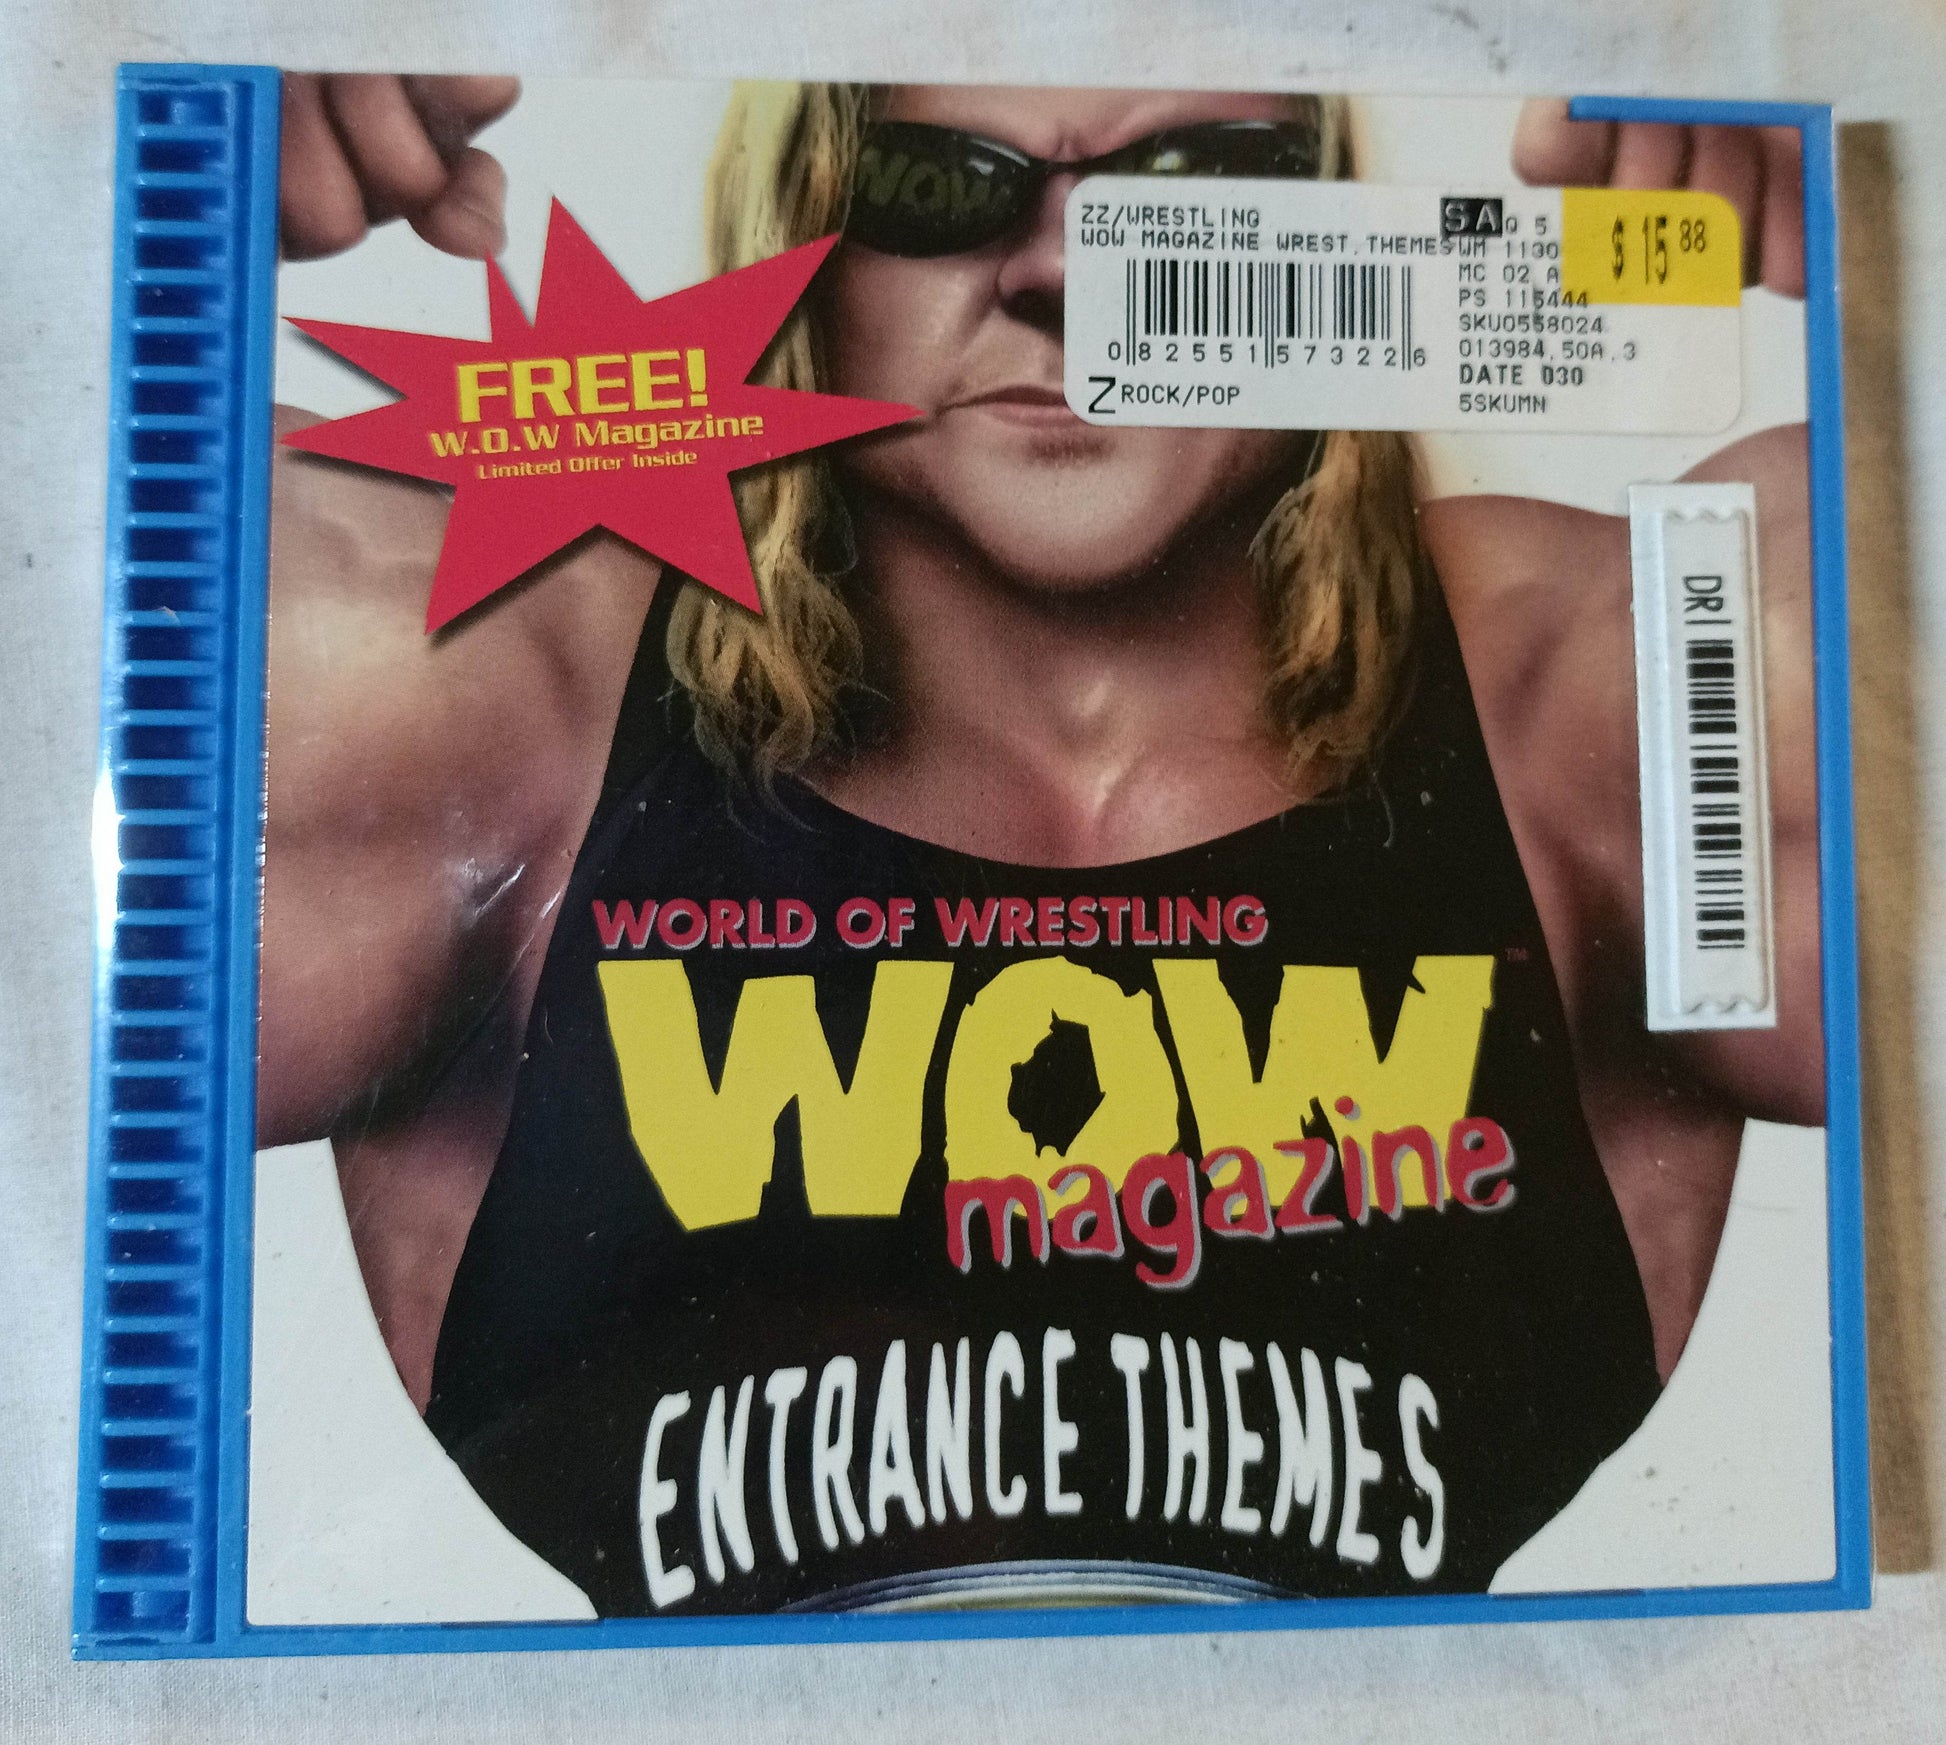 WOW
ZZ/WRESTLING
WOW MAGAZINE WREST.THEMES
0 82551 57322 6
Z ROCK/POP
SA Q 5
WM 1130
MC 02 A
PS 115444
SKU0558024
013984.50A.3
DATE 030
5SKUMN
$15 88
FREE!
W.O.W Magazine
Limited Offer Inside
DRI
WORLD OF WRESTLING
WOW TM
magazine
ENTRANCE THEMES